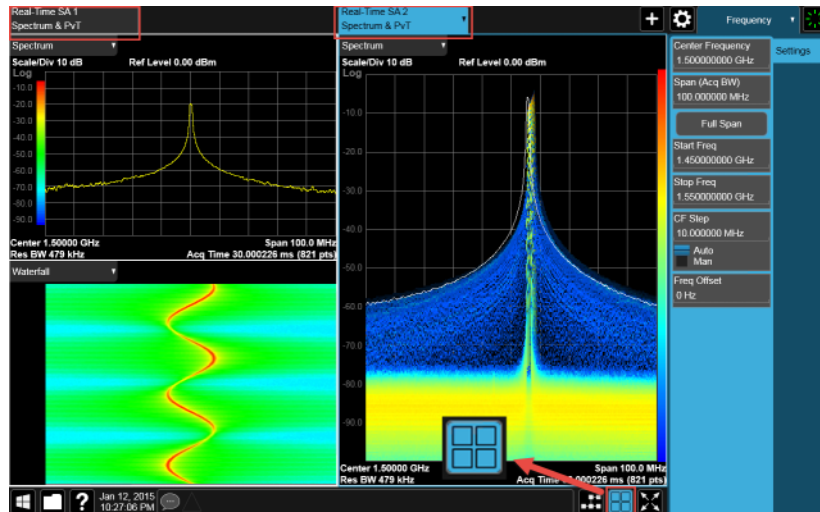 Real-Time SA 1
Spectrum & PvT
Real-Time SA 2
Spectrum & PvT
+
Frequency
Spectrum
Scale/Div 10 dB Ref Level 0.00 dBm
Log
-10.0
-20.0
-30.0
-40.0
-50.0
-60.0
-70.0
-80.0
-90.0
Center 1.50000 GHz Span 100.0 MHz
Res BW 479 kHz Acq Time 30.000226 ms (821 pts)
Waterfall
Spectrum
Scale/Div 10 dB Ref Level 0.00 dBm
Log
-10.0
-20.0
-30.0
-40.0
-50.0
-60.0
-70.0
-80.0
-90.0
Center 1.50000 GHz Span 100.0 MHz
Res BW 479 kHz Acq Time
ms (821 pts)
Center Frequency
1.500000000 GHz
Span (Acq BW)
100.000000 MHz
Full Span
Start Freq
1.450000000 GHz
Stop Freq
1.550000000 GHz
CF Step
10.000000 MHz
Auto
Man
Freq Offset
0 Hz
Settings
?
Jan 12, 2015
10:27:06 PM